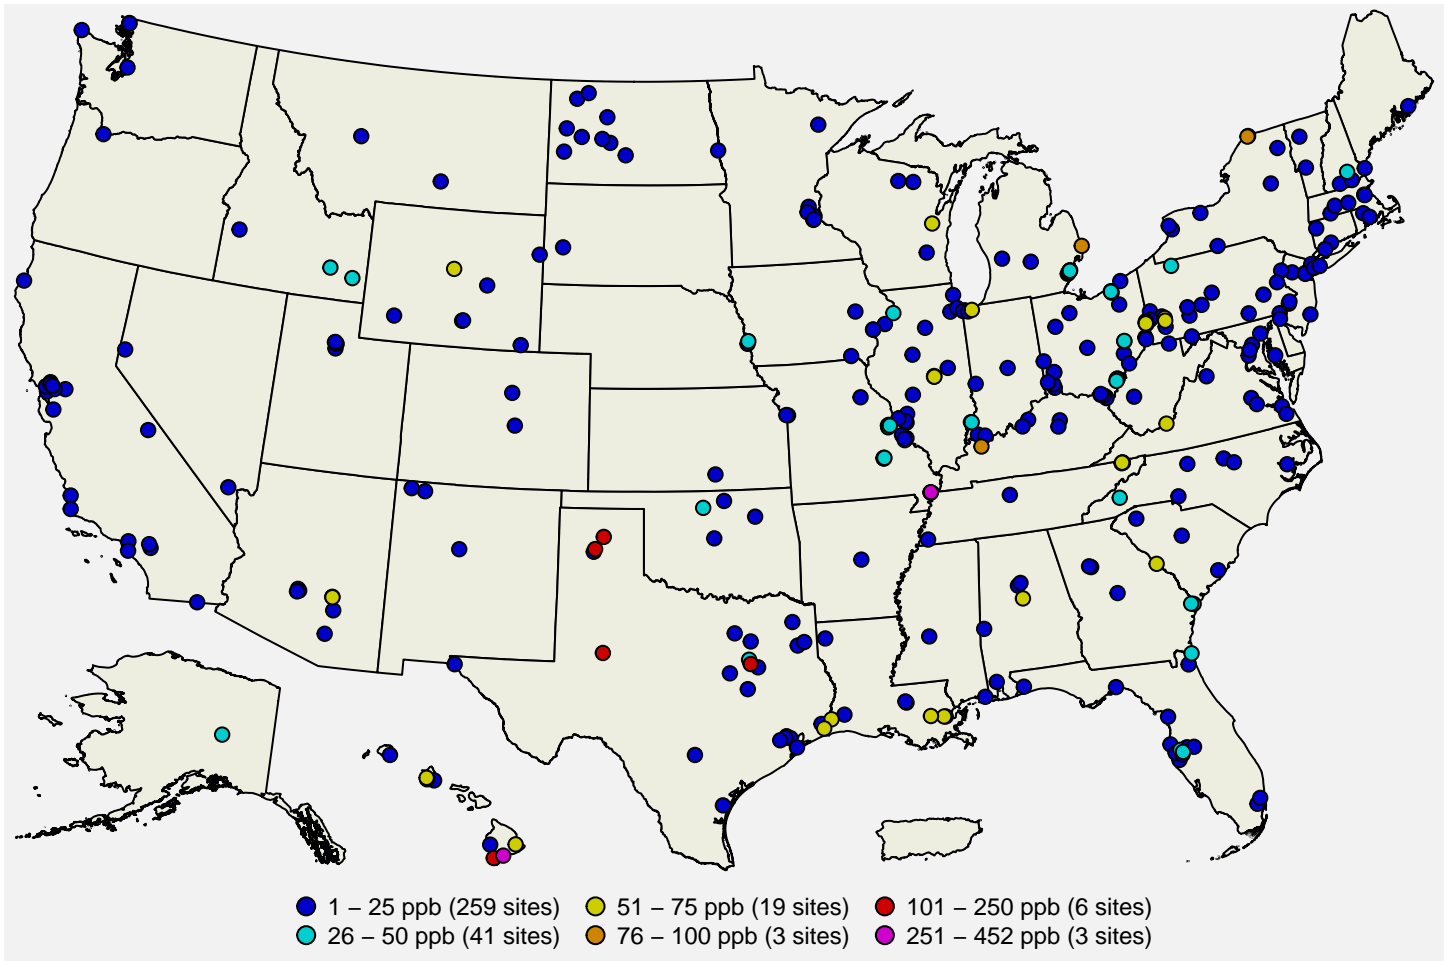 1 – 25 ppb (259 sites) 51 – 75 ppb (19 sites) 101 – 250 ppb (6 sites)
26 – 50 ppb (41 sites) 76 – 100 ppb (3 sites) 251 – 452 ppb (3 sites)